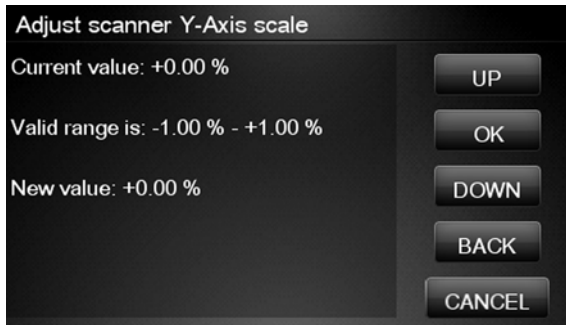 Adjust scanner Y-Axis scale
Current value: +0.00 %
UP
Valid range is: -1.00 % - +1.00 %
OK
New value: +0.00 %
DOWN
BACK
CANCEL